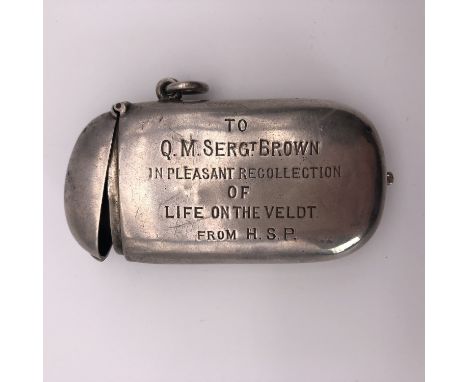 TO
Q.M. SERGT BROWN
IN PLEASANT RECOLLECTION
OF
LIFE ON THE VELDT
FROM H.S.P.